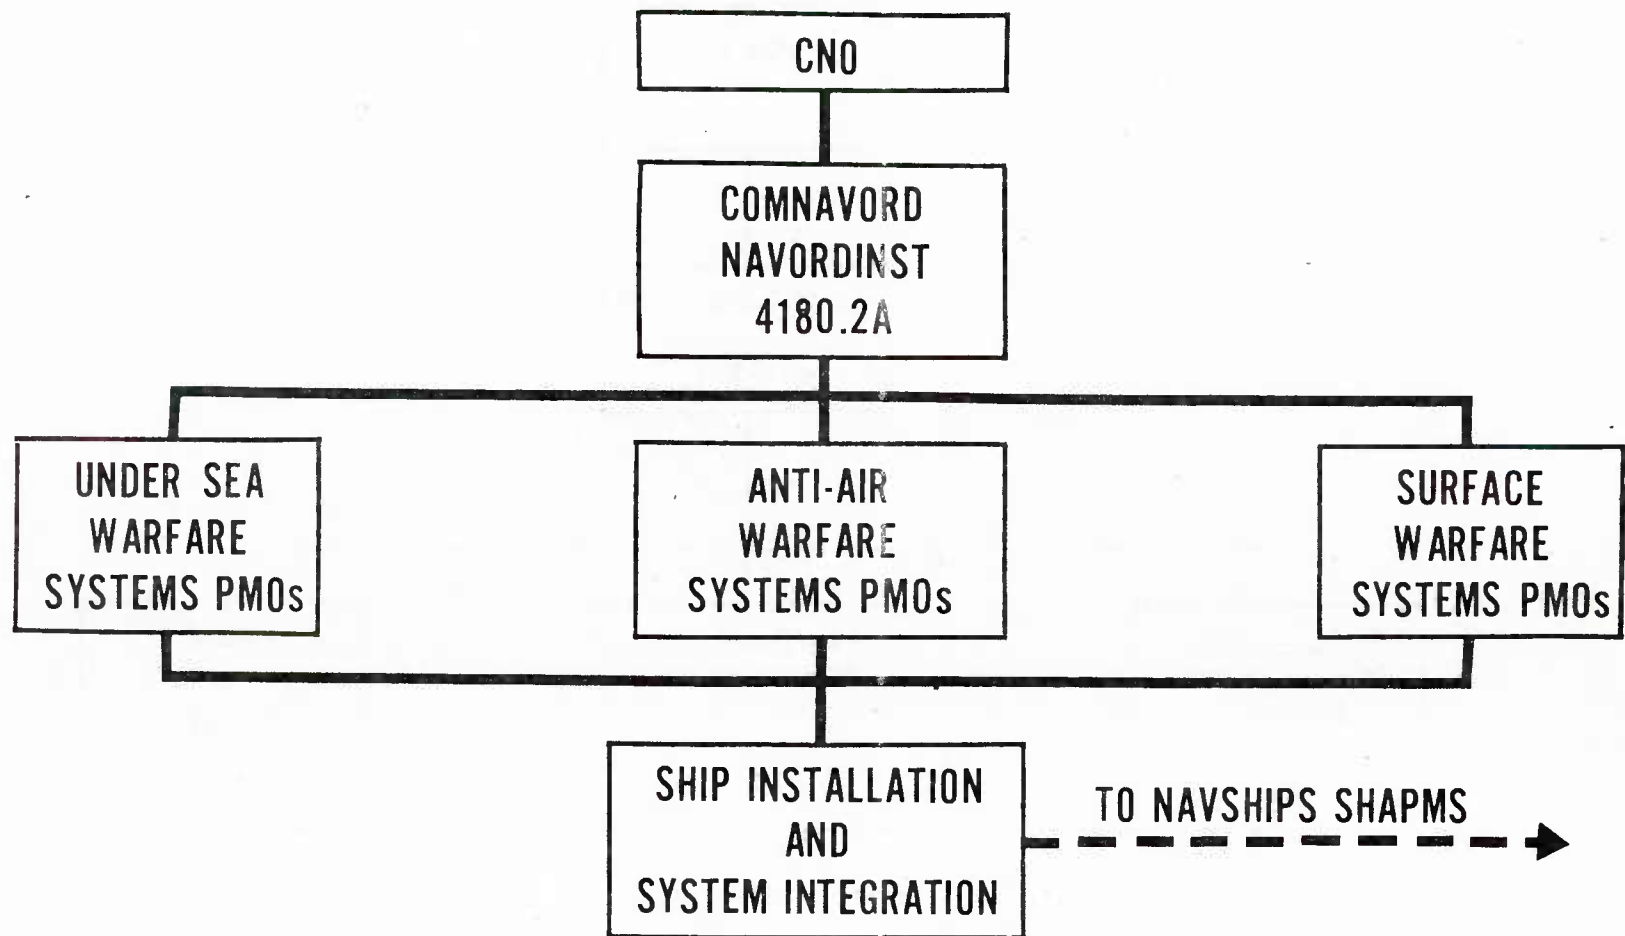 CNO
COMNAVORD
NAVORDINST
4180.2A
UNDER SEA
WARFARE
SYSTEMS PMOs
ANTI-AIR
WARFARE
SYSTEMS PMOs
SURFACE
WARFARE
SYSTEMS PMOs
SHIP INSTALLATION
AND
SYSTEM INTEGRATION
TO NAVSHIPS SHAPMS